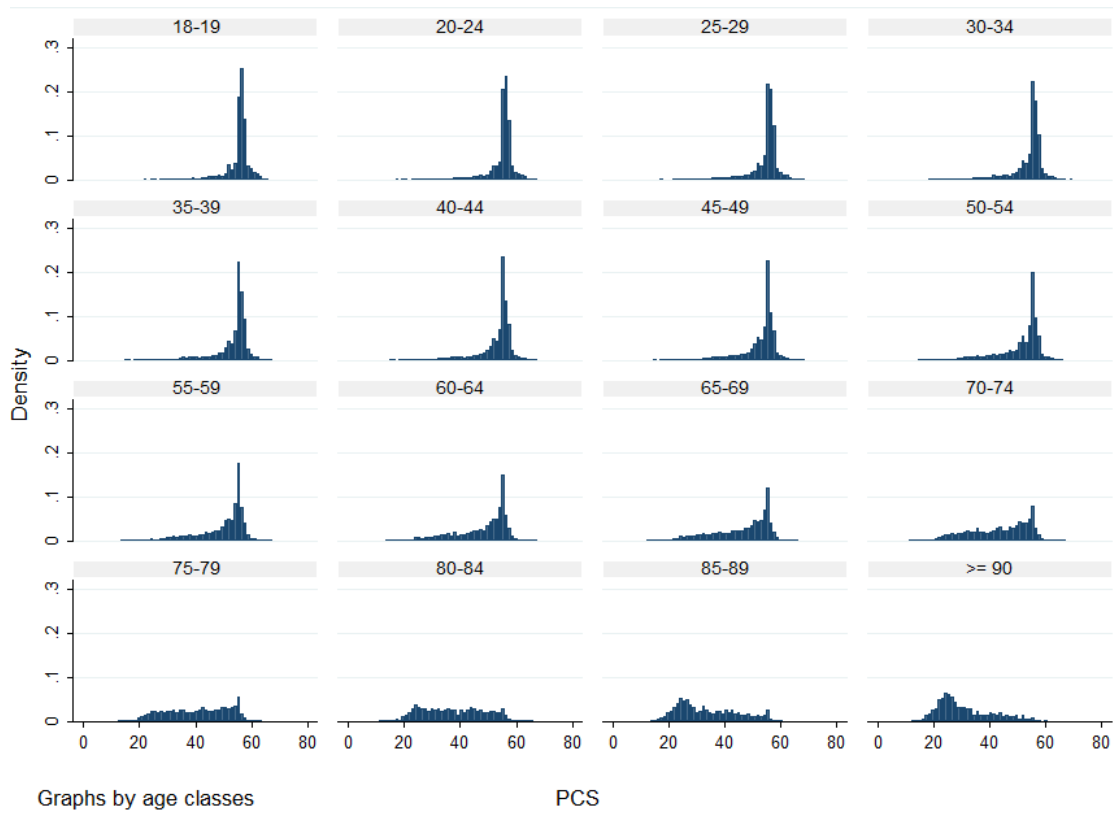 18-19 20-24 25-29 30-34
.3
.2
.1
0
35-39 40-44 45-49 50-54
.3
.2
.1
0
55-59 60-64 65-69 70-74
.3
.2
.1
0
75-79 80-84 85-89 >= 90
.3
.2
.1
0
Density
0 20 40 60 80 0 20 40 60 80 0 20 40 60 80 0 20 40 60 80
PCS
Graphs by age classes